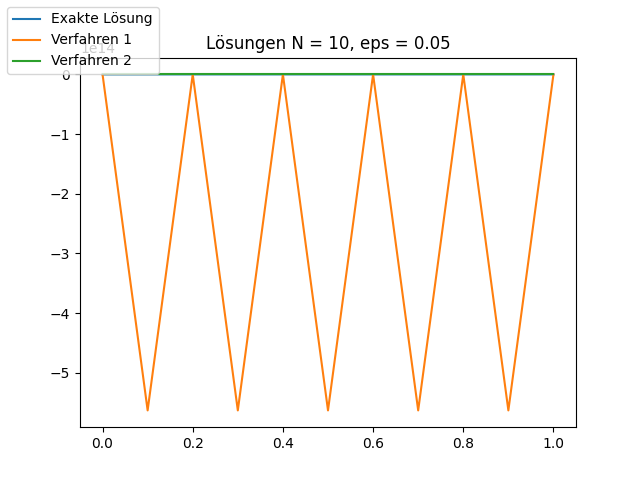 Exakte Lösung
Verfahren 1
Verfahren 2
1e14
Lösungen N = 10, eps = 0.05
0
−1
−2
−3
−4
−5
0.0 0.2 0.4 0.6 0.8 1.0